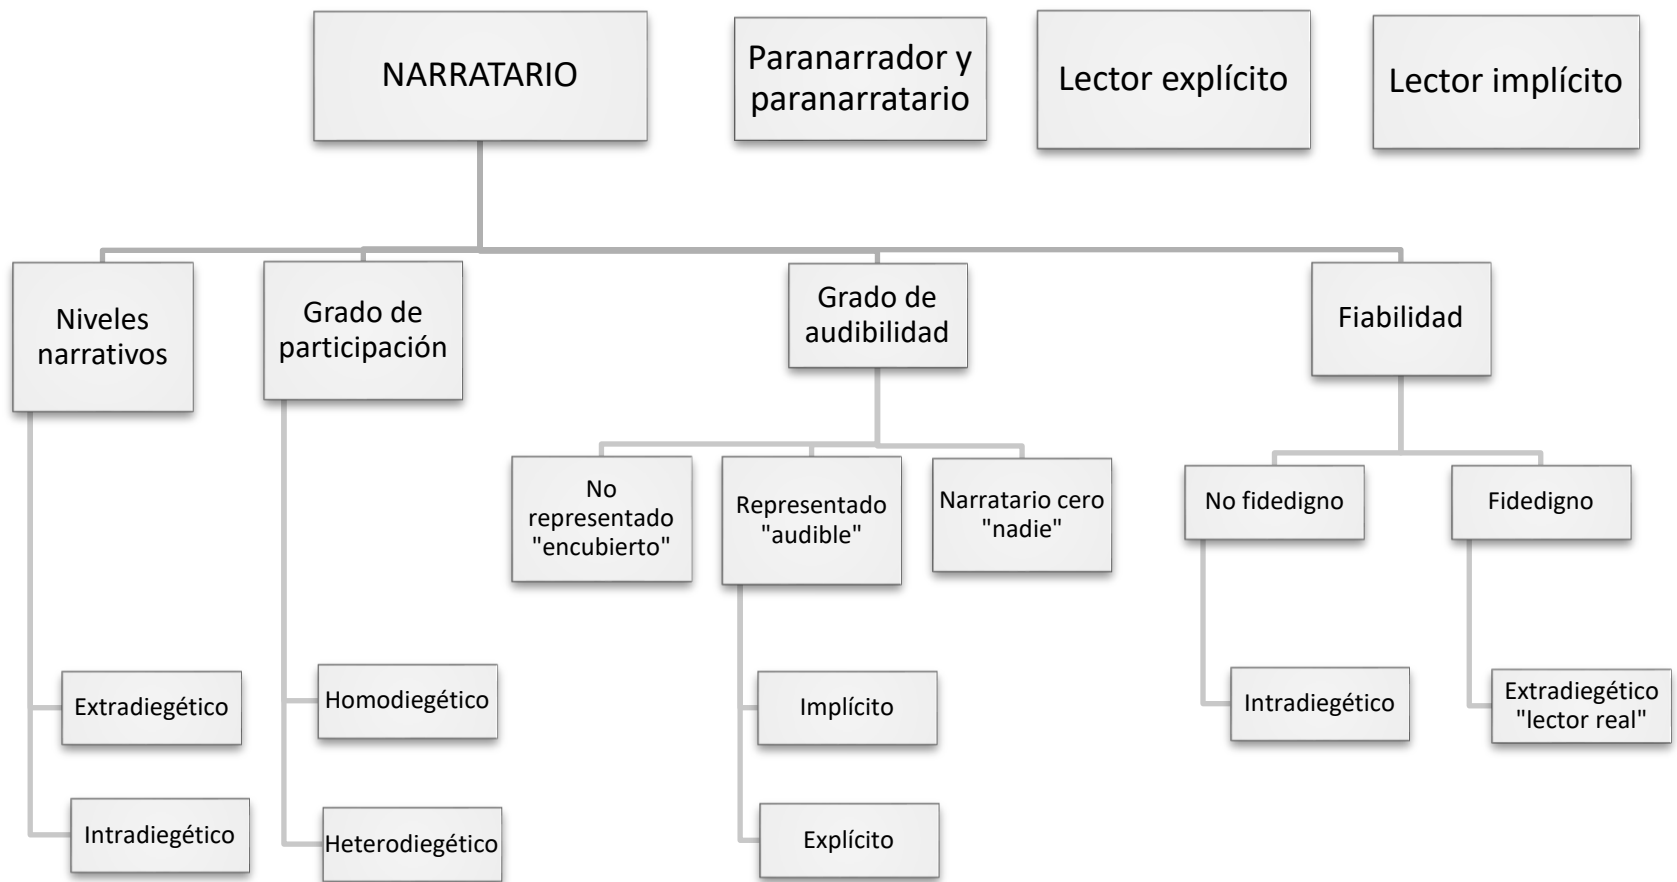 NARRATARIO
Paranarrador y
paranarratario
Lector explícito
Lector implícito
Niveles
narrativos
Grado de
participación
Grado de
audibilidad
Fiabilidad
No
representado
"encubierto"
Representado
"audible"
Narratario cero
"nadie"
No fidedigno
Fidedigno
Extradiegético
Homodiegético
Implícito
Intradiegético
Extradiegético
"lector real"
Intradiegético
Heterodiegético
Explícito